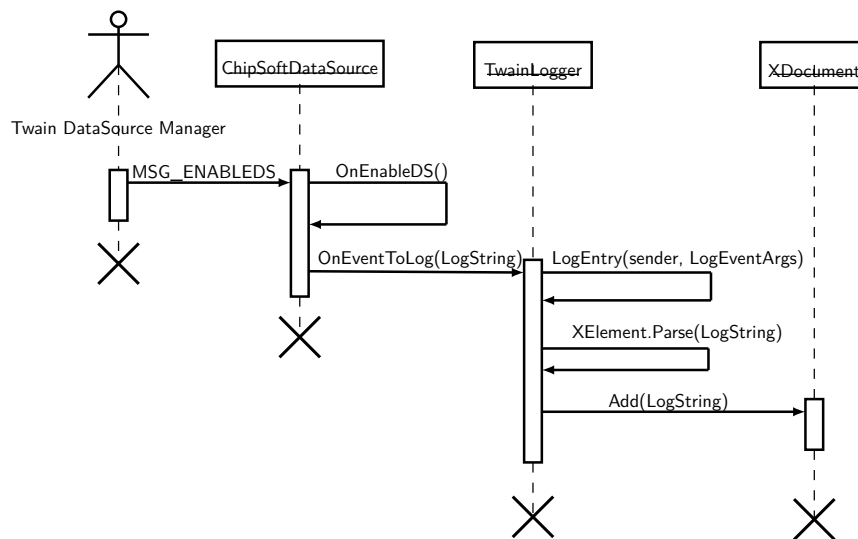 ChipSoftDataSource
TwainLogger
XDocument
Twain DataSource Manager
MSG_ENABLEDS
OnEnableDS()
OnEventToLog(LogString)
LogEntry(sender, LogEventArgs)
XElement.Parse(LogString)
Add(LogString)